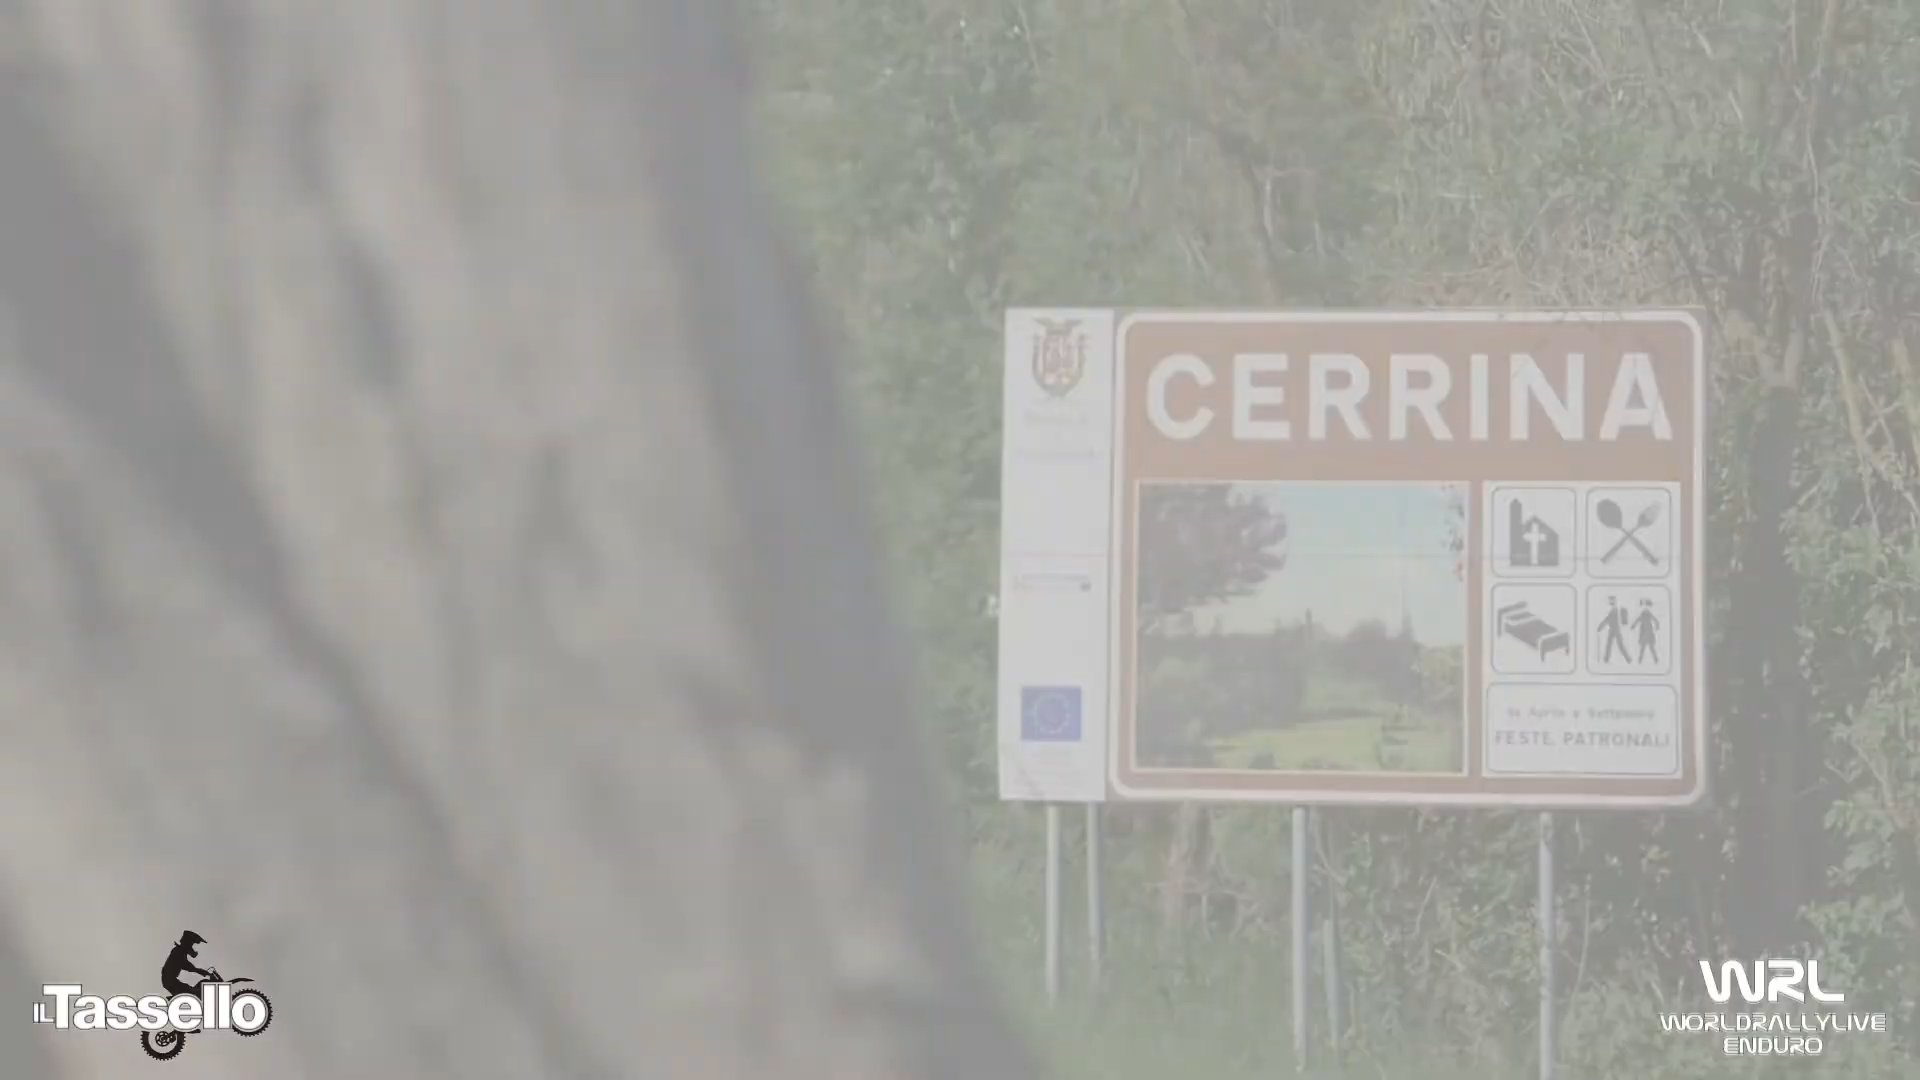 CERRINA
FESTE PATRONALI
IL Tassello
WRL
WORLDRALLYLIVE
ENDURO